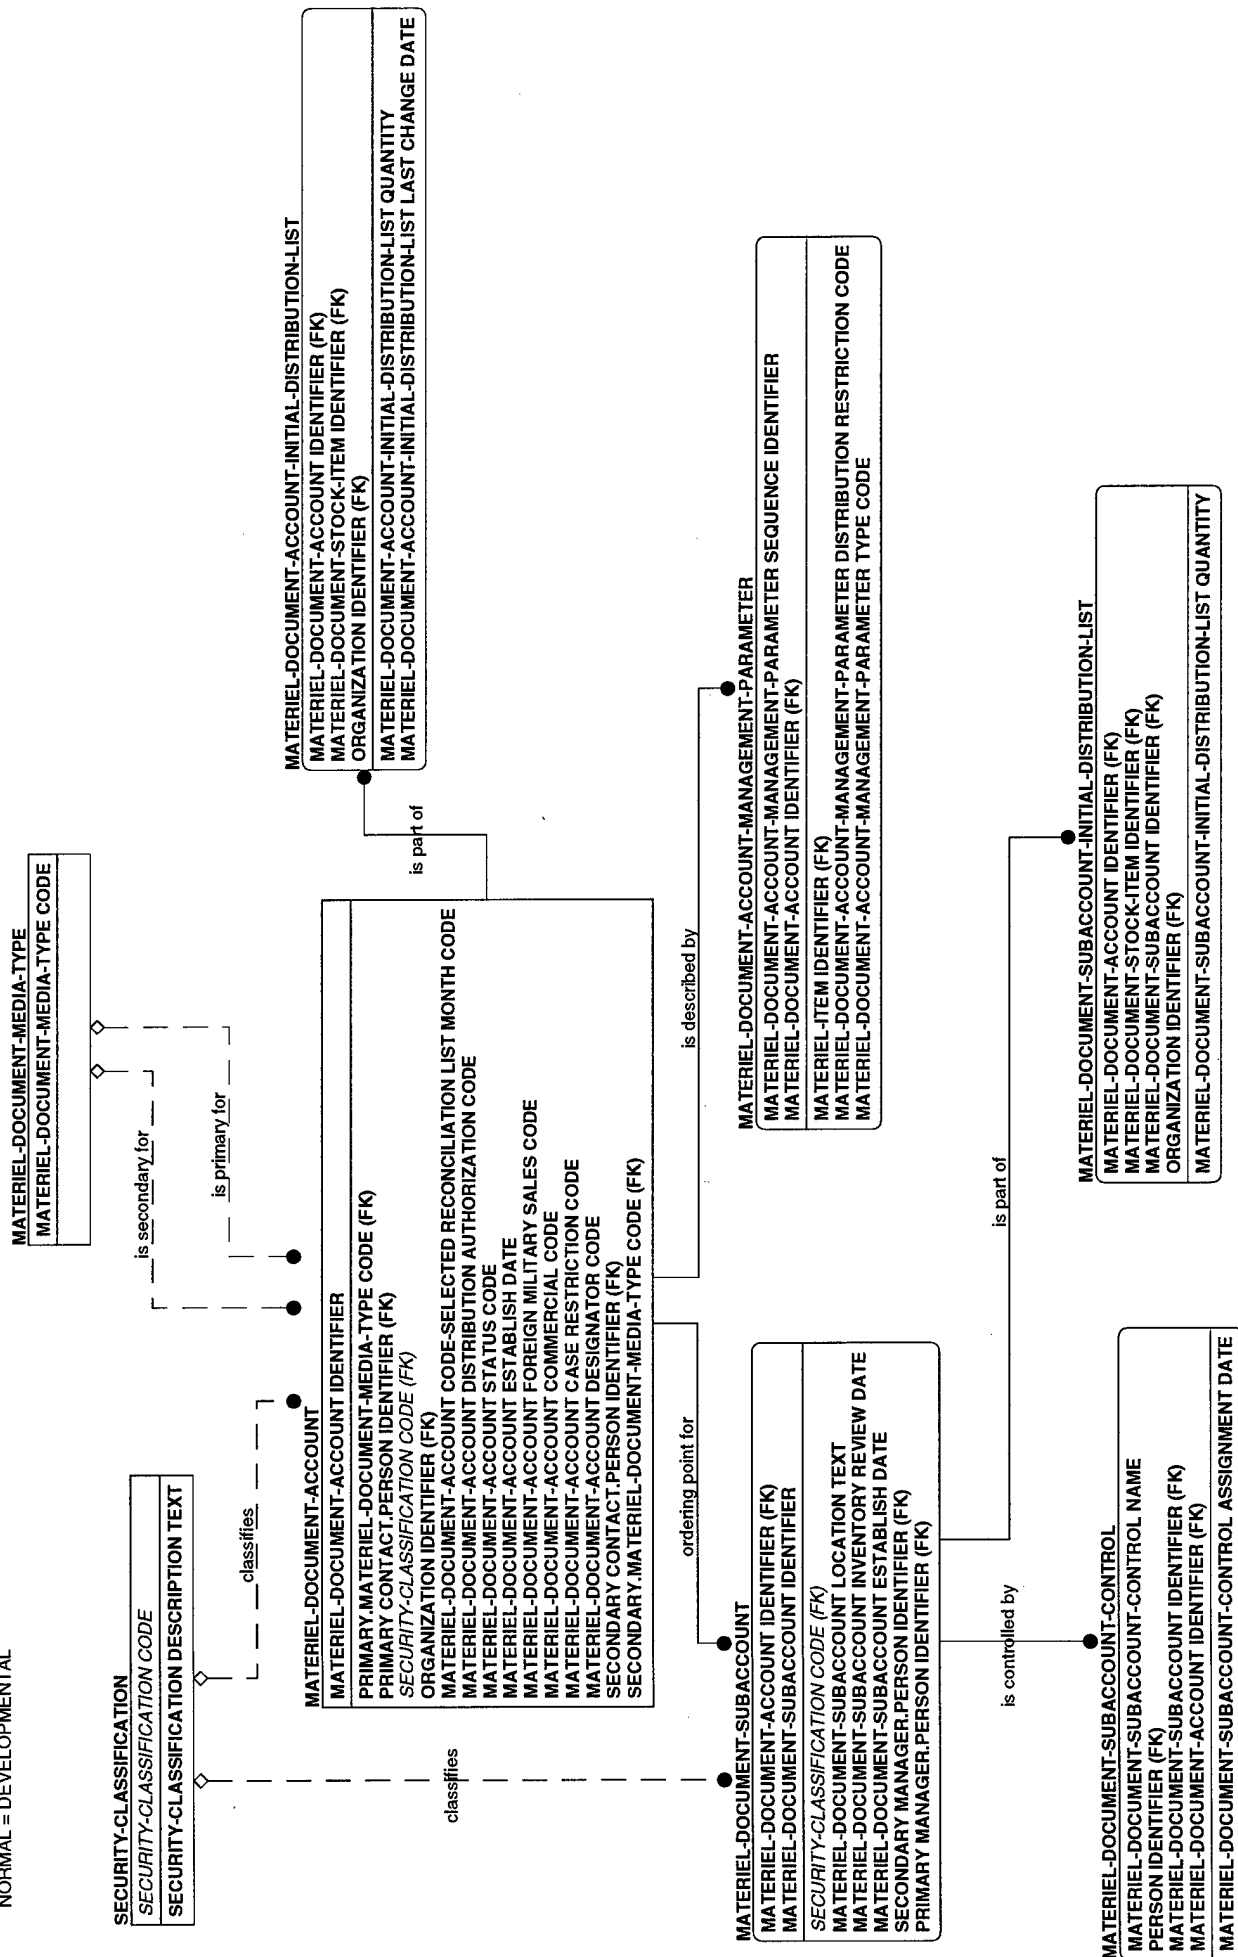 NORMAL = DEVELOPMENTAL
SECURITY-CLASSIFICATION
SECURITY-CLASSIFICATION CODE
SECURITY-CLASSIFICATION DESCRIPTION TEXT
MATERIEL-DOCUMENT-MEDIA-TYPE
MATERIEL-DOCUMENT-MEDIA-TYPE CODE
classifies
classifies
is secondary for
is primary for
MATERIEL-DOCUMENT-ACCOUNT
MATERIEL-DOCUMENT-ACCOUNT IDENTIFIER
PRIMARY.MATERIEL-DOCUMENT-MEDIA-TYPE CODE (FK)
PRIMARY CONTACT.PERSON IDENTIFIER (FK)
SECURITY-CLASSIFICATION CODE (FK)
ORGANIZATION IDENTIFIER (FK)
MATERIEL-DOCUMENT-ACCOUNT CODE-SELECTED RECONCILIATION LIST MONTH CODE
MATERIEL-DOCUMENT-ACCOUNT DISTRIBUTION AUTHORIZATION CODE
MATERIEL-DOCUMENT-ACCOUNT STATUS CODE
MATERIEL-DOCUMENT-ACCOUNT ESTABLISH DATE
MATERIEL-DOCUMENT-ACCOUNT FOREIGN MILITARY SALES CODE
MATERIEL-DOCUMENT-ACCOUNT COMMERCIAL CODE
MATERIEL-DOCUMENT-ACCOUNT CASE RESTRICTION CODE
MATERIEL-DOCUMENT-ACCOUNT DESIGNATOR CODE
SECONDARY CONTACT.PERSON IDENTIFIER (FK)
SECONDARY.MATERIEL-DOCUMENT-MEDIA-TYPE CODE (FK)
is part of
MATERIEL-DOCUMENT-ACCOUNT-INITIAL-DISTRIBUTION-LIST
MATERIEL-DOCUMENT-ACCOUNT IDENTIFIER (FK)
MATERIEL-DOCUMENT-STOCK-ITEM IDENTIFIER (FK)
ORGANIZATION IDENTIFIER (FK)
MATERIEL-DOCUMENT-ACCOUNT-INITIAL-DISTRIBUTION-LIST QUANTITY
MATERIEL-DOCUMENT-ACCOUNT-INITIAL-DISTRIBUTION-LIST LAST CHANGE DATE
ordering point for
is described by
MATERIEL-DOCUMENT-SUBACCOUNT
MATERIEL-DOCUMENT-ACCOUNT IDENTIFIER (FK)
MATERIEL-DOCUMENT-SUBACCOUNT IDENTIFIER
SECURITY-CLASSIFICATION CODE (FK)
MATERIEL-DOCUMENT-SUBACCOUNT LOCATION TEXT
MATERIEL-DOCUMENT-SUBACCOUNT INVENTORY REVIEW DATE
MATERIEL-DOCUMENT-SUBACCOUNT ESTABLISH DATE
SECONDARY MANAGER.PERSON IDENTIFIER (FK)
PRIMARY MANAGER.PERSON IDENTIFIER (FK)
MATERIEL-DOCUMENT-ACCOUNT-MANAGEMENT-PARAMETER
MATERIEL-DOCUMENT-ACCOUNT-MANAGEMENT-PARAMETER SEQUENCE IDENTIFIER
MATERIEL-DOCUMENT-ACCOUNT IDENTIFIER (FK)
MATERIEL-ITEM IDENTIFIER (FK)
MATERIEL-DOCUMENT-ACCOUNT-MANAGEMENT-PARAMETER DISTRIBUTION RESTRICTION CODE
MATERIEL-DOCUMENT-ACCOUNT-MANAGEMENT-PARAMETER TYPE CODE
is controlled by
is part of
MATERIEL-DOCUMENT-SUBACCOUNT-CONTROL
MATERIEL-DOCUMENT-SUBACCOUNT-CONTROL NAME
PERSON IDENTIFIER (FK)
MATERIEL-DOCUMENT-SUBACCOUNT IDENTIFIER (FK)
MATERIEL-DOCUMENT-ACCOUNT IDENTIFIER (FK)
MATERIEL-DOCUMENT-SUBACCOUNT-CONTROL ASSIGNMENT DATE
MATERIEL-DOCUMENT-SUBACCOUNT-INITIAL-DISTRIBUTION-LIST
MATERIEL-DOCUMENT-ACCOUNT IDENTIFIER (FK)
MATERIEL-DOCUMENT-STOCK-ITEM IDENTIFIER (FK)
MATERIEL-DOCUMENT-SUBACCOUNT IDENTIFIER (FK)
ORGANIZATION IDENTIFIER (FK)
MATERIEL-DOCUMENT-SUBACCOUNT-INITIAL-DISTRIBUTION-LIST QUANTITY